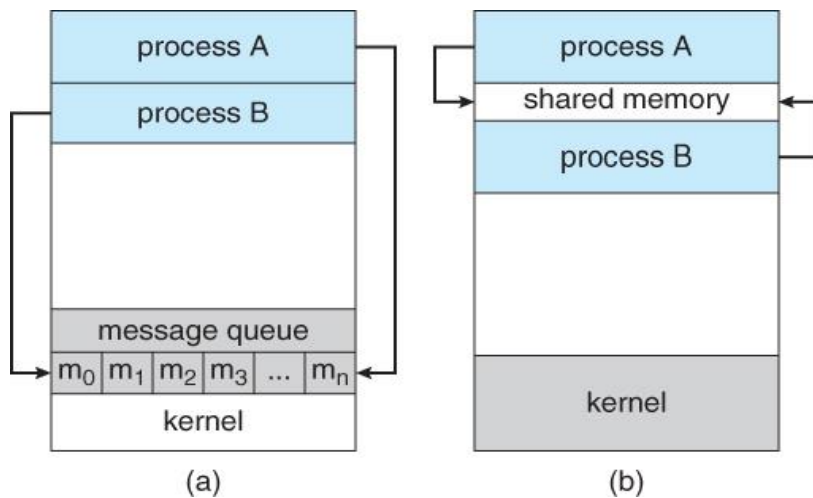 process A
process B
message queue
m0 m1 m2 m3 ... mn
kernel
(a)
process A
shared memory
process B
kernel
(b)